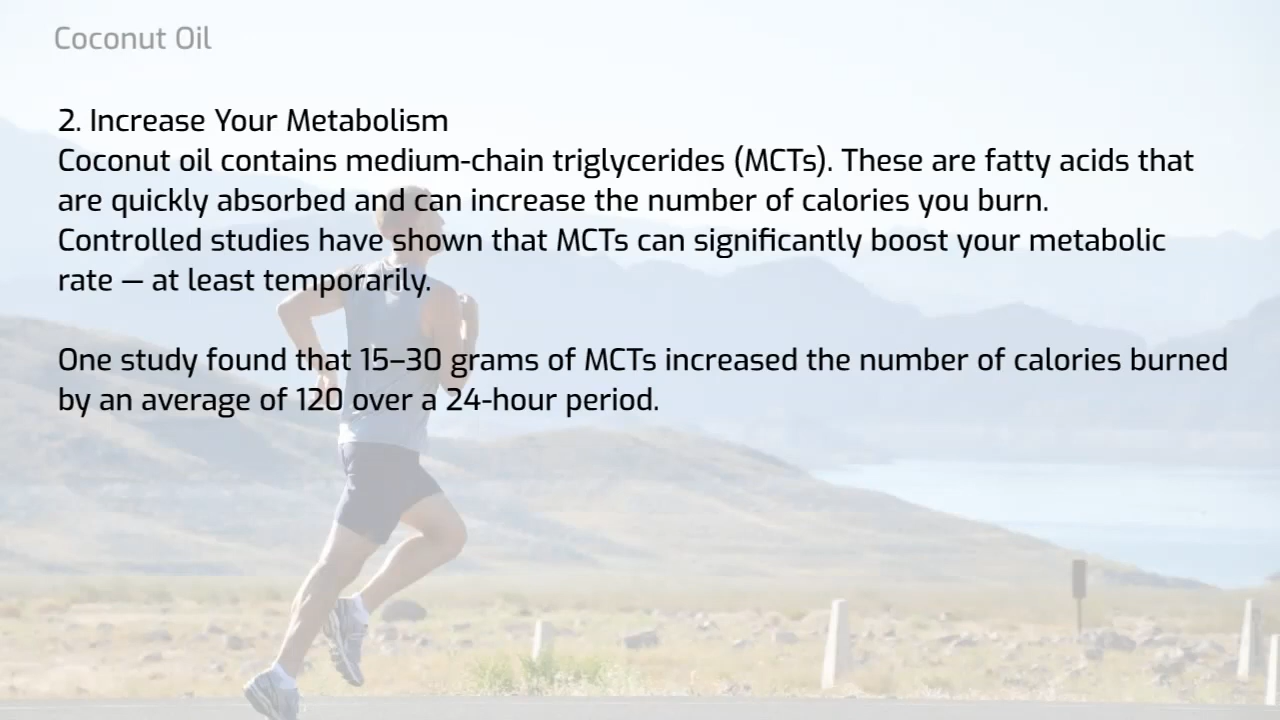 Coconut Oil
2. Increase Your Metabolism
Coconut oil contains medium-chain triglycerides (MCTs). These are fatty acids that
are quickly absorbed and can increase the number of calories you burn.
Controlled studies have shown that MCTs can significantly boost your metabolic
rate — at least temporarily.
One study found that 15–30 grams of MCTs increased the number of calories burned
by an average of 120 over a 24-hour period.